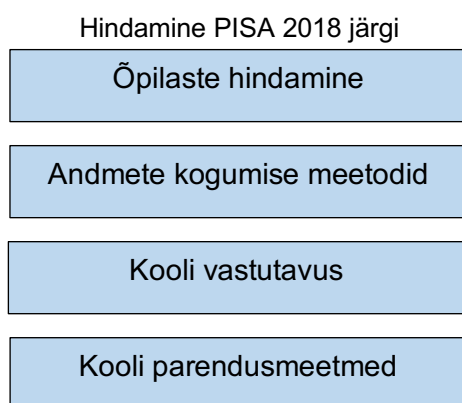 Hindamine PISA 2018 järgi
Õpilaste hindamine
Andmete kogumise meetodid
Kooli vastutavus
Kooli parendusmeetmed